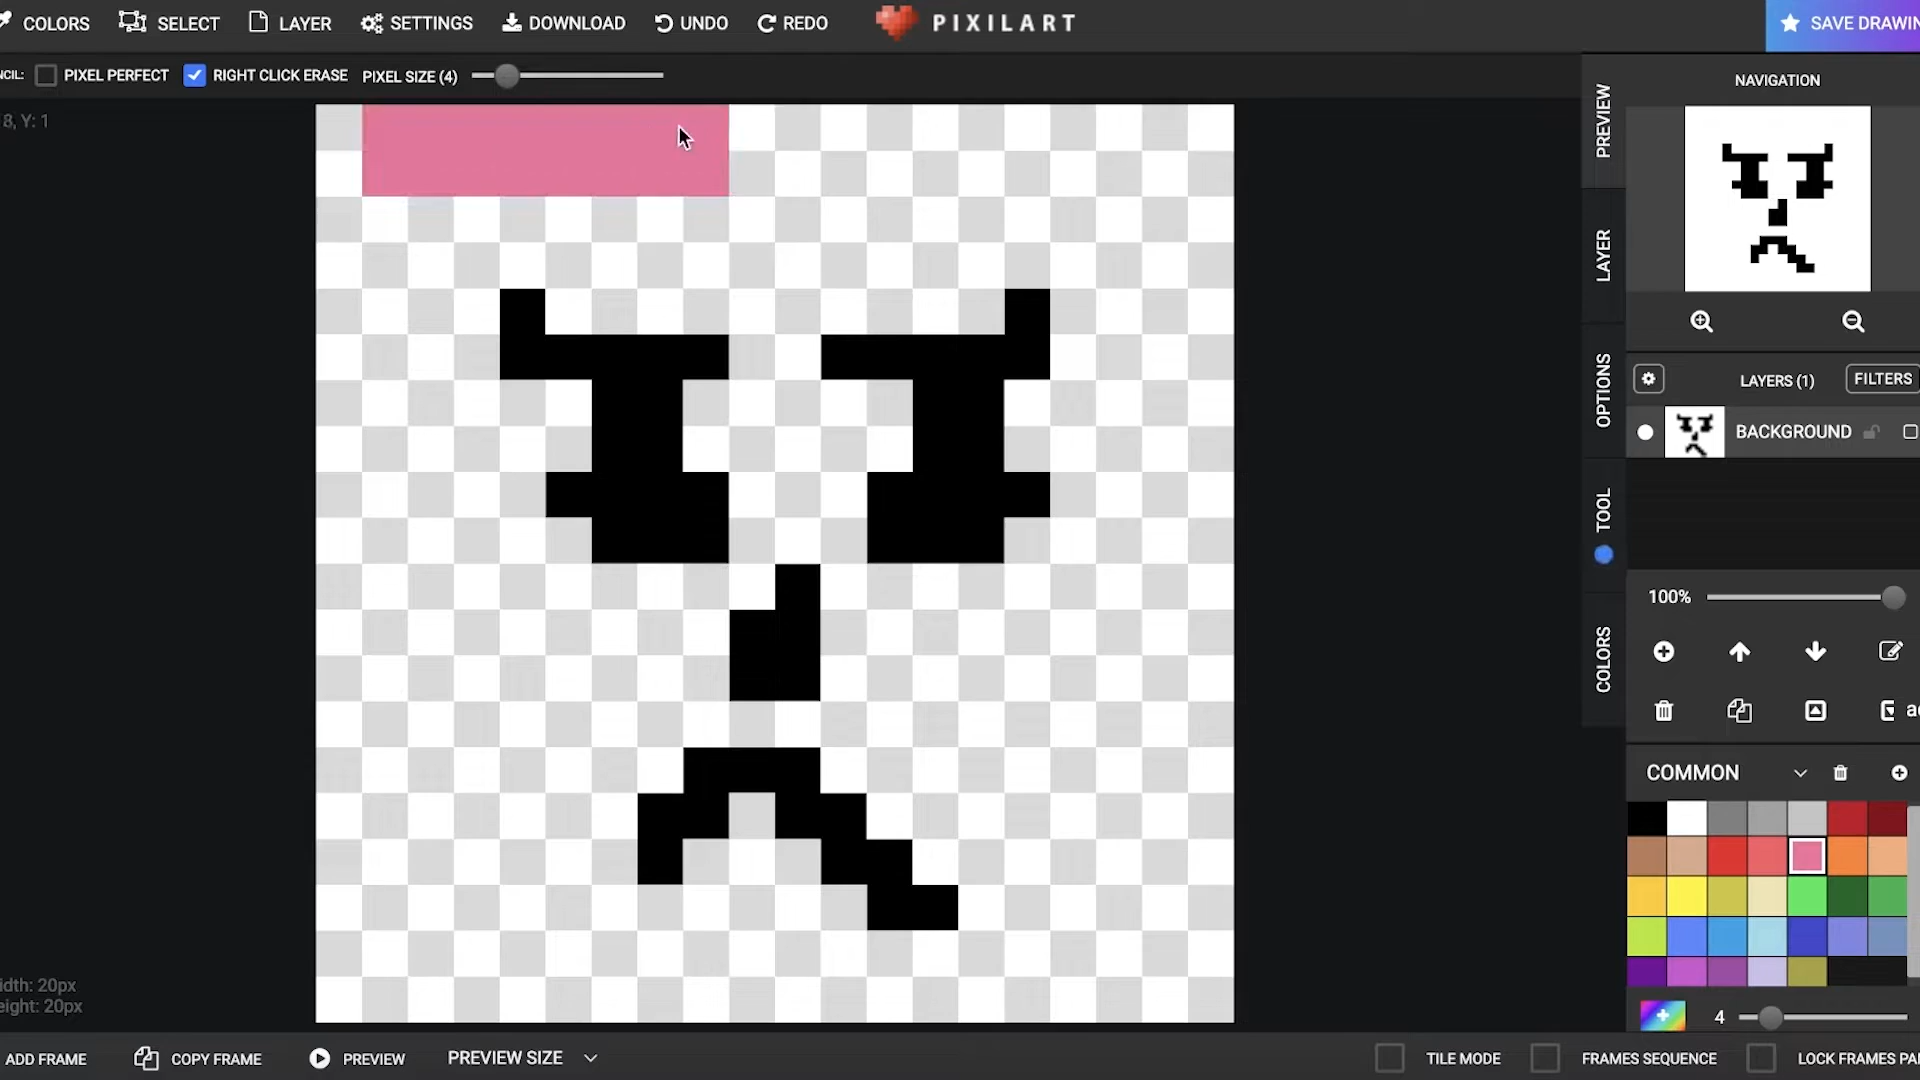 COLORS SELECT LAYER SETTINGS DOWNLOAD UNDO REDO PIXILART SAVE DRAWIN
NCIL: PIXEL PERFECT RIGHT CLICK ERASE PIXEL SIZE (4)
8, Y: 1
NAVIGATION
PREVIEW
LAYER
OPTIONS
TOOL
COLORS
LAYERS (1) FILTERS
BACKGROUND
100%
ac
COMMON
4
idth: 20px
eight: 20px
ADD FRAME COPY FRAME PREVIEW PREVIEW SIZE TILE MODE FRAMES SEQUENCE LOCK FRAMES PA